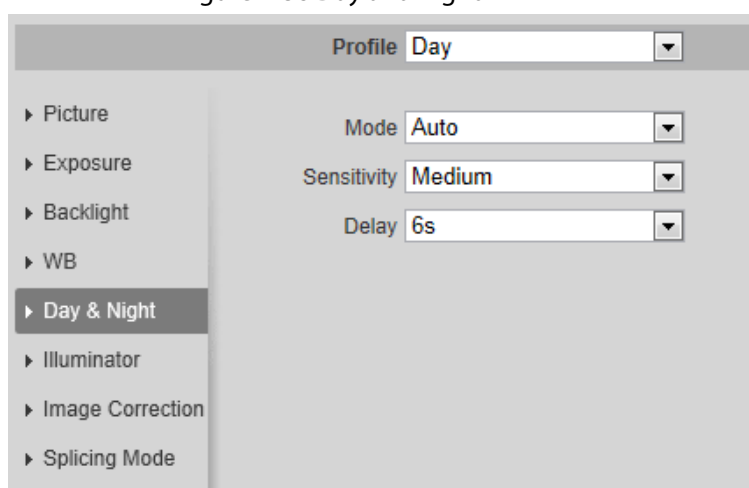 Profile Day
Picture
Mode Auto
Exposure
Sensitivity Medium
Backlight
Delay 6s
WB
Day & Night
Illuminator
Image Correction
Splicing Mode